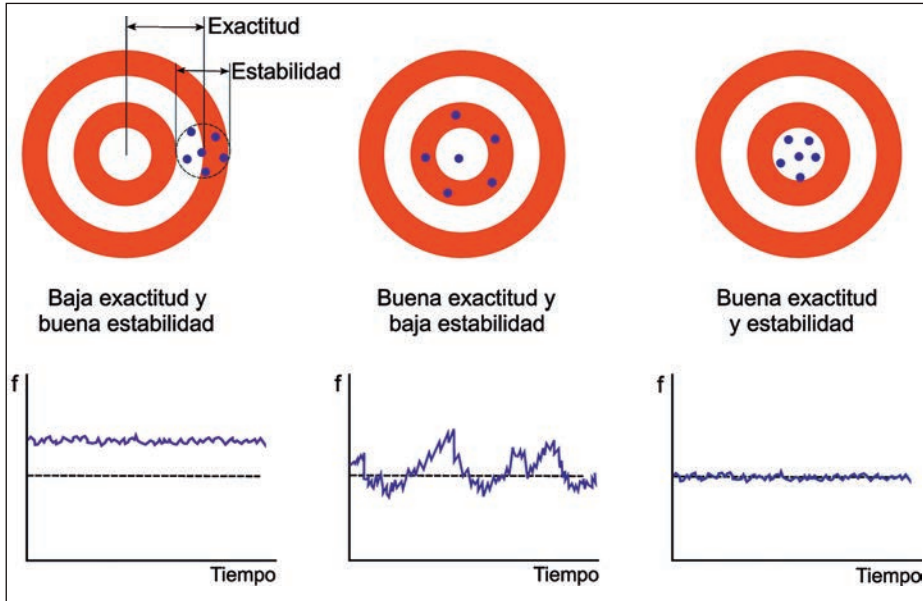 Exactitud
Estabilidad
Baja exactitud y
buena estabilidad
Buena exactitud y
baja estabilidad
Buena exactitud
y estabilidad
f
Tiempo
f
Tiempo
f
Tiempo